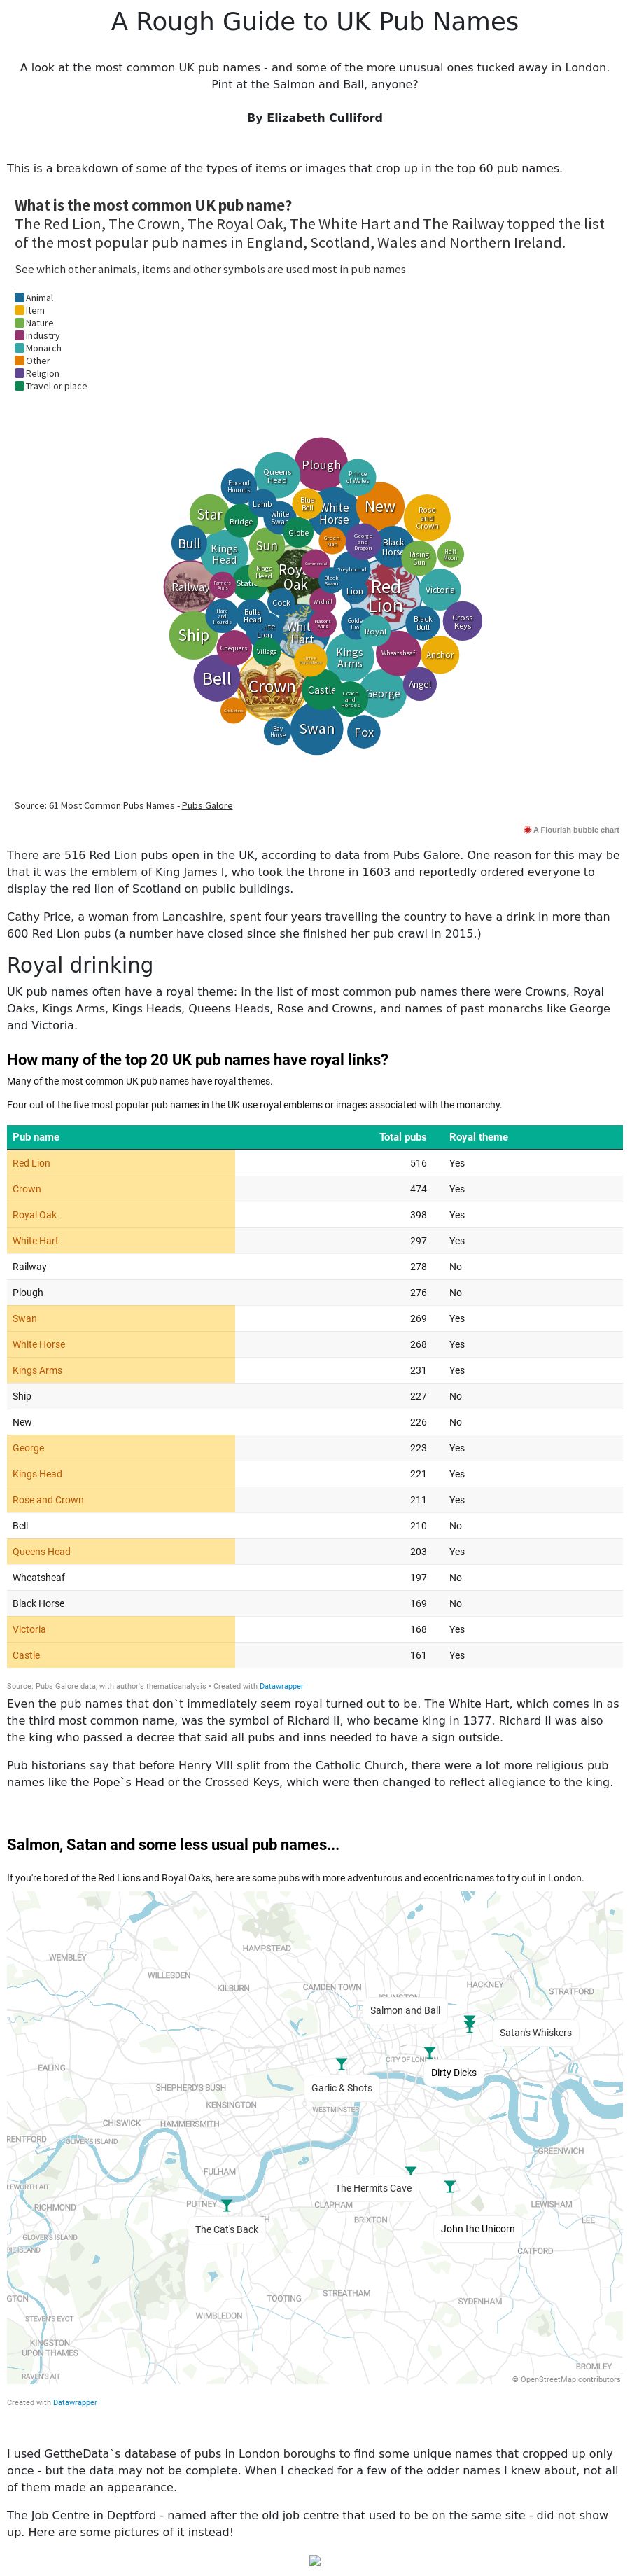 A Rough Guide to UK Pub Names
A look at the most common UK pub names - and some of the more unusual ones tucked away in London.
Pint at the Salmon and Ball, anyone?
By Elizabeth Culliford
This is a breakdown of some of the types of items or images that crop up in the top 60 pub names.
What is the most common UK pub name?
The Red Lion, The Crown, The Royal Oak, The White Hart and The Railway topped the list
of the most popular pub names in England, Scotland, Wales and Northern Ireland.
See which other animals, items and other symbols are used most in pub names
Animal
Item
Nature
Industry
Monarch
Other
Religion
Travel or place
Plough
Queens
Head
Prince
of Wales
Fox and
Hounds
Lamb
White
Swan
Blue
Bell
White
Horse
New
Rose
and
Crown
Star
Bridge
Globe
Green
Man
George
and
Dragon
Black
Horse
Rising
Sun
Half
Moon
Bull
Kings
Head
Sun
Nags
Head
Royal
Oak
Greyhound
Black
Swan
Lion
Red
Lion
Victoria
Railway
Farmers
Arms
Cock
Windmill
Hare
and
Hounds
Bulls
Head
White
Hart
Masons
Arms
Royal
Black
Bull
Cross
Keys
Ship
Chequers
Lion
Village
Kings
Arms
Wheatsheaf
Anchor
Bell
Crown
Castle
Coach
and
Horses
George
Angel
Bay
Horse
Swan
Fox
Source: 61 Most Common Pubs Names - Pubs Galore
A Flourish bubble chart
There are 516 Red Lion pubs open in the UK, according to data from Pubs Galore. One reason for this may be
that it was the emblem of King James I, who took the throne in 1603 and reportedly ordered everyone to
display the red lion of Scotland on public buildings.
Cathy Price, a woman from Lancashire, spent four years travelling the country to have a drink in more than
600 Red Lion pubs (a number have closed since she finished her pub crawl in 2015.)
Royal drinking
UK pub names often have a royal theme: in the list of most common pub names there were Crowns, Royal
Oaks, Kings Arms, Kings Heads, Queens Heads, Rose and Crowns, and names of past monarchs like George
and Victoria.
How many of the top 20 UK pub names have royal links?
Many of the most common UK pub names have royal themes.
Four out of the five most popular pub names in the UK use royal emblems or images associated with the monarchy.
Pub name Total pubs Royal theme
Red Lion 516 Yes
Crown 474 Yes
Royal Oak 398 Yes
White Hart 297 Yes
Railway 278 No
Plough 276 No
Swan 269 Yes
White Horse 268 Yes
Kings Arms 231 Yes
Ship 227 No
New 226 No
George 223 Yes
Kings Head 221 Yes
Rose and Crown 211 Yes
Bell 210 No
Queens Head 203 Yes
Wheatsheaf 197 No
Black Horse 169 No
Victoria 168 Yes
Castle 161 Yes
Source: Pubs Galore data, with author's thematicanalysis • Created with Datawrapper
Even the pub names that don`t immediately seem royal turned out to be. The White Hart, which comes in as
the third most common name, was the symbol of Richard II, who became king in 1377. Richard II was also
the king who passed a decree that said all pubs and inns needed to have a sign outside.
Pub historians say that before Henry VIII split from the Catholic Church, there were a lot more religious pub
names like the Pope`s Head or the Crossed Keys, which were then changed to reflect allegiance to the king.
Salmon, Satan and some less usual pub names...
If you're bored of the Red Lions and Royal Oaks, here are some pubs with more adventurous and eccentric names to try out in London.
HAMPSTEAD
WEMBLEY
WILLESDEN
KILBURN
CAMDEN TOWN
HACKNEY
STRATFORD
ISLINGTON
Salmon and Ball
Satan's Whiskers
CITY OF LONDON
EALING
Dirty Dicks
SHEPHERD'S BUSH
Garlic & Shots
KENSINGTON
WESTMINSTER
CHISWICK
HAMMERSMITH
BRENTFORD
OLIVER'S ISLAND
GREENWICH
FULHAM
The Hermits Cave
ISLEWORTH AIT
RICHMOND
PUTNEY
CLAPHAM
LEWISHAM
BRIXTON
LEE
The Cat's Back
John the Unicorn
GLOVER'S ISLAND
PIE ISLAND
CATFORD
STREATHAM
TOOTING
SYDENHAM
GTON
STEVEN'S EYOT
WIMBLEDON
KINGSTON
UPON THAMES
BROMLEY
RAVEN'S AIT
© OpenStreetMap contributors
Created with Datawrapper
I used GettheData`s database of pubs in London boroughs to find some unique names that cropped up only
once - but the data may not be complete. When I checked for a few of the odder names I knew about, not all
of them made an appearance.
The Job Centre in Deptford - named after the old job centre that used to be on the same site - did not show
up. Here are some pictures of it instead!